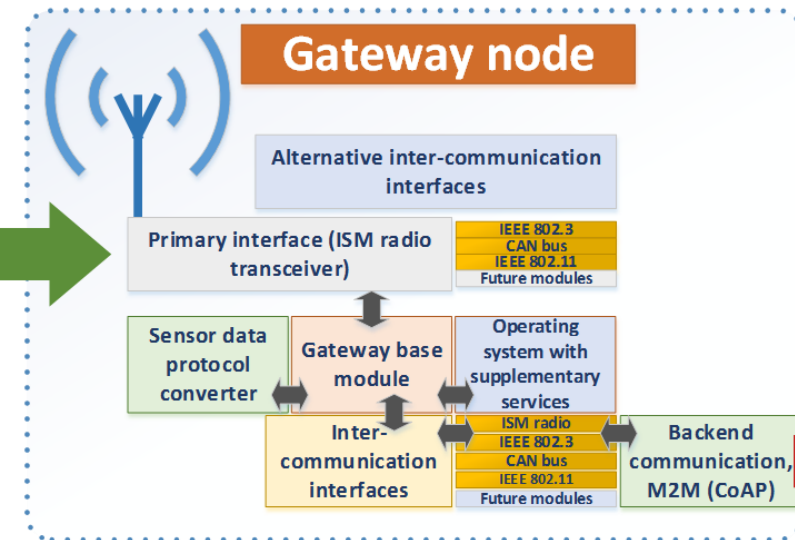 Gateway node
Alternative inter-communication
interfaces
Primary interface (ISM radio
transceiver)
IEEE 802.3
CAN bus
IEEE 802.11
Future modules
Sensor data
protocol
converter
Gateway base
module
Operating
system with
supplementary
services
Inter-
communication
interfaces
ISM radio
IEEE 802.3
CAN bus
IEEE 802.11
Future modules
Backend
communication,
M2M (CoAP)